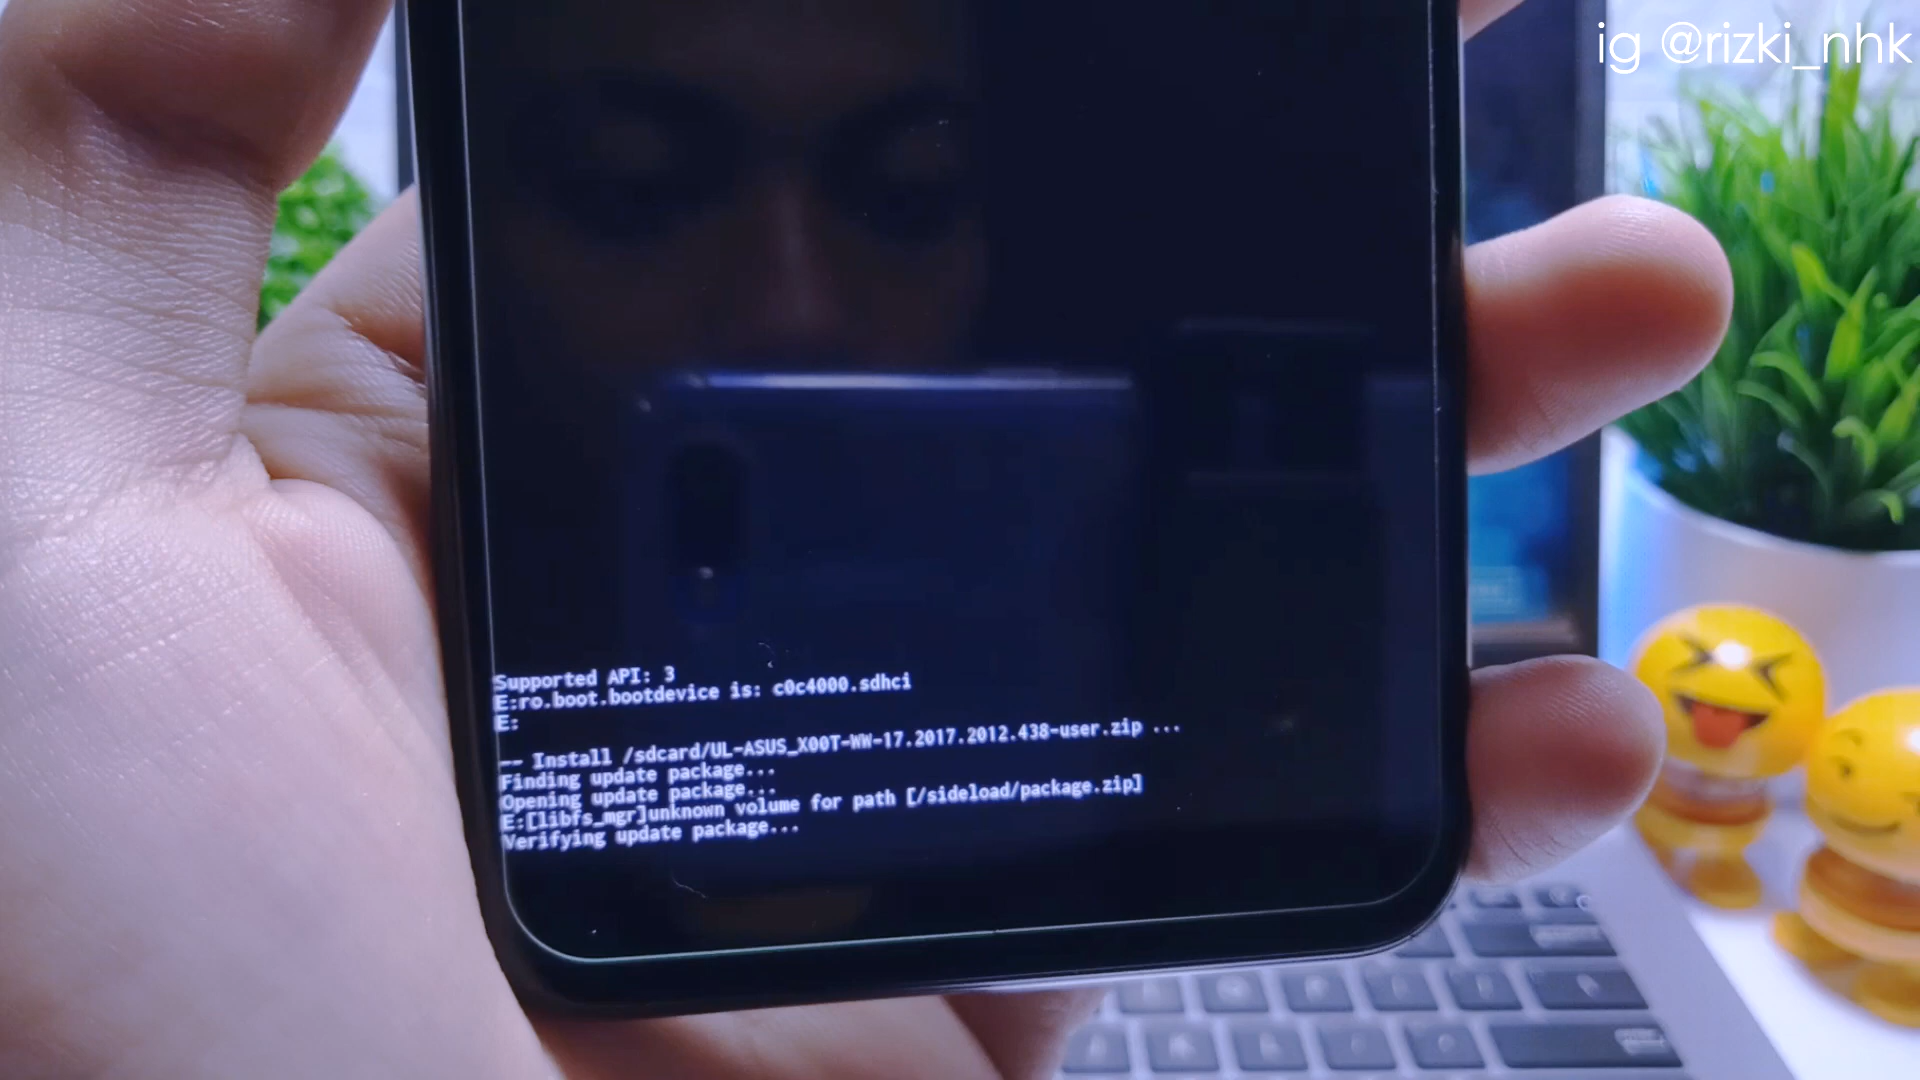 ig @rizki_nhk
Supported API: 3
E:ro.boot.bootdevice is: c0c4000.sdhci
E:
-- Install /sdcard/UL-ASUS_X00T-WW-17.2017.2012.438-user.zip ...
Finding update package...
Opening update package...
E:[libfs_mgr]unknown volume for path [/sideload/package.zip]
Verifying update package...